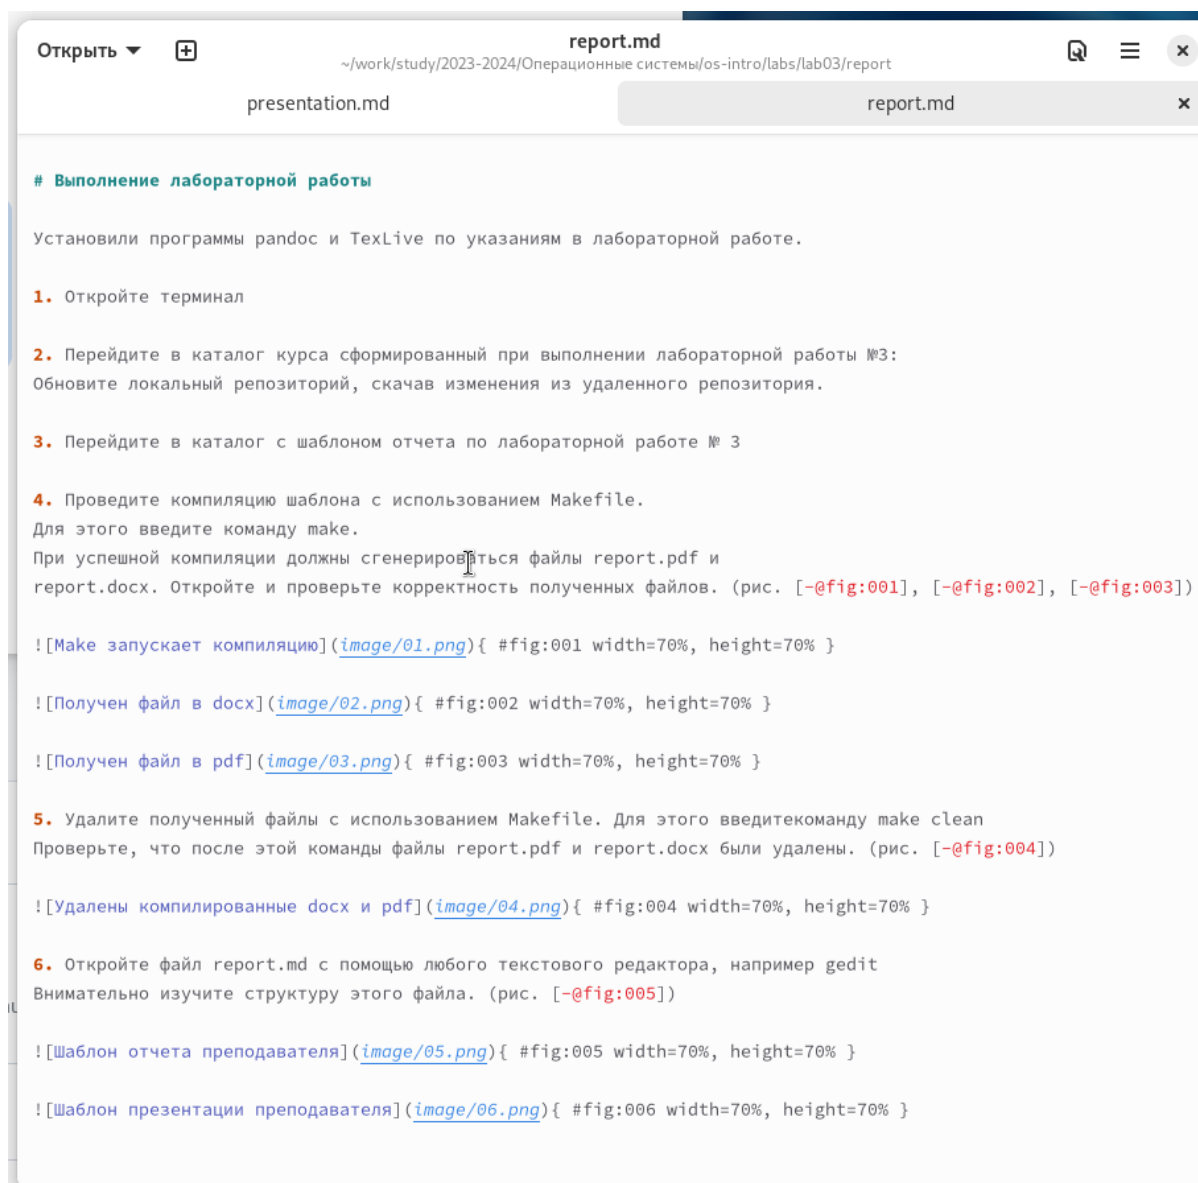 Открыть
report.md
~/work/study/2023-2024/Операционные системы/os-intro/labs/lab03/report
presentation.md
report.md
# Выполнение лабораторной работы
Установили программы pandoc и TexLive по указаниям в лабораторной работе.
1. Откройте терминал
2. Перейдите в каталог курса сформированный при выполнении лабораторной работы №3:
Обновите локальный репозиторий, скачав изменения из удаленного репозитория.
3. Перейдите в каталог с шаблоном отчета по лабораторной работе № 3
4. Проведите компиляцию шаблона с использованием Makefile.
Для этого введите команду make.
При успешной компиляции должны сгенерироваться файлы report.pdf и
report.docx. Откройте и проверьте корректность полученных файлов. (рис. [-@fig:001], [-@fig:002], [-@fig:003])
![Make запускает компиляцию](image/01.png){ #fig:001 width=70%, height=70% }
![Получен файл в docx](image/02.png){ #fig:002 width=70%, height=70% }
![Получен файл в pdf](image/03.png){ #fig:003 width=70%, height=70% }
5. Удалите полученный файлы с использованием Makefile. Для этого введитекоманду make clean
Проверьте, что после этой команды файлы report.pdf и report.docx были удалены. (рис. [-@fig:004])
![Удалены компилированные docx и pdf](image/04.png){ #fig:004 width=70%, height=70% }
6. Откройте файл report.md c помощью любого текстового редактора, например gedit
Внимательно изучите структуру этого файла. (рис. [-@fig:005])
![Шаблон отчета преподавателя](image/05.png){ #fig:005 width=70%, height=70% }
![Шаблон презентации преподавателя](image/06.png){ #fig:006 width=70%, height=70% }